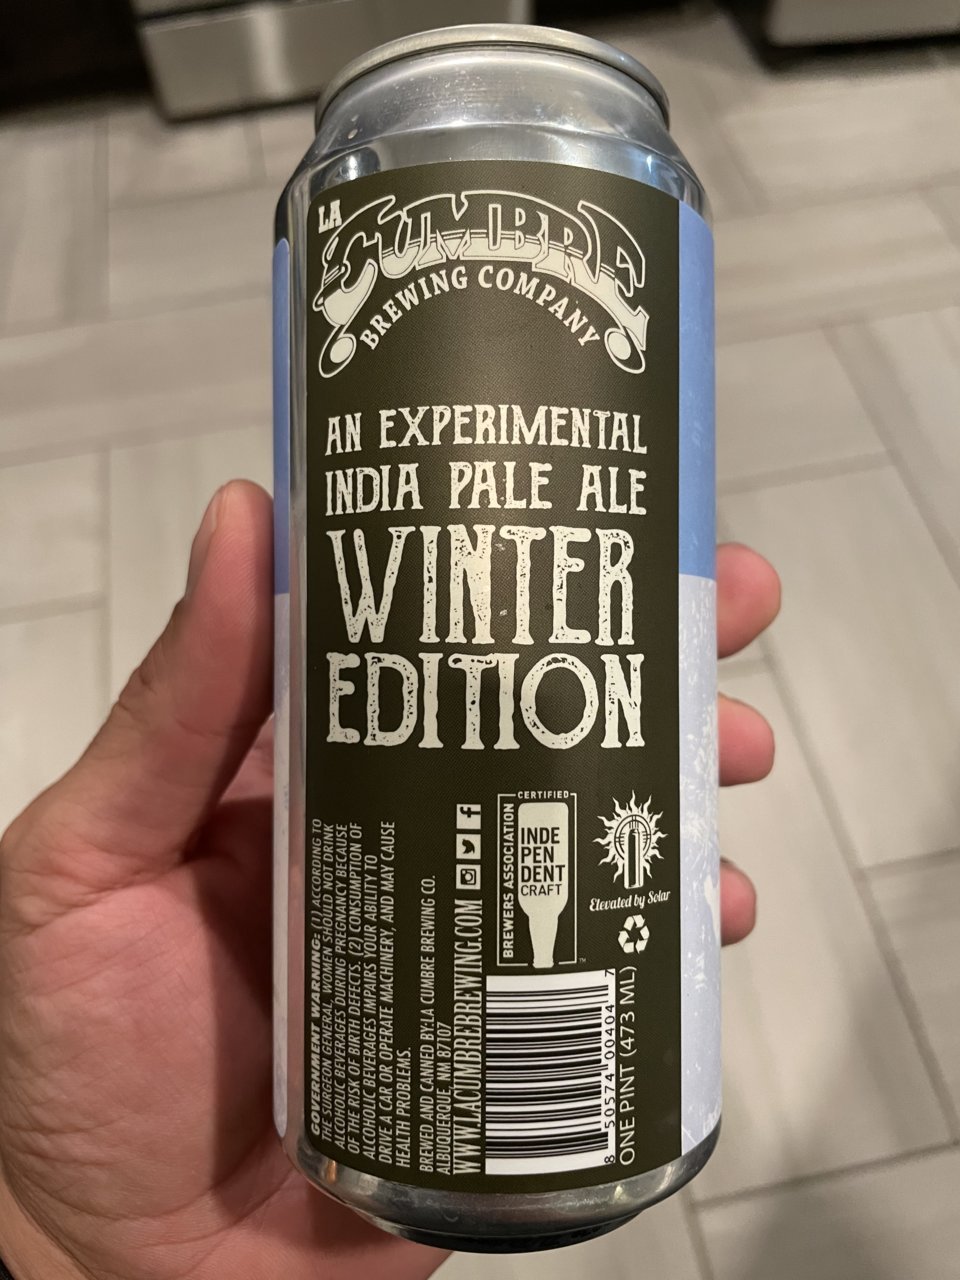 LA
CUMBRE
BREWING COMPANY
AN EXPERIMENTAL
INDIA PALE ALE
WINTER
EDITION
GOVERNMENT WARNING: (1) ACCORDING TO
THE SURGEON GENERAL, WOMEN SHOULD NOT DRINK
ALCOHOLIC BEVERAGES DURING PREGNANCY BECAUSE
OF THE RISK OF BIRTH DEFECTS. (2) CONSUMPTION OF
ALCOHOLIC BEVERAGES IMPAIRS YOUR ABILITY TO
DRIVE A CAR OR OPERATE MACHINERY, AND MAY CAUSE
HEALTH PROBLEMS.
BREWED AND CANNED BY:LA CUMBRE BREWING CO.
ALBUQUERQUE, NM 87107
WWW.LACUMBREBREWING.COM
BREWERS ASSOCIATION
CERTIFIED
INDE
PEN
DENT
CRAFT
TM
Elevated by Solar
8 50574 00404 7
ONE PINT (473 ML)